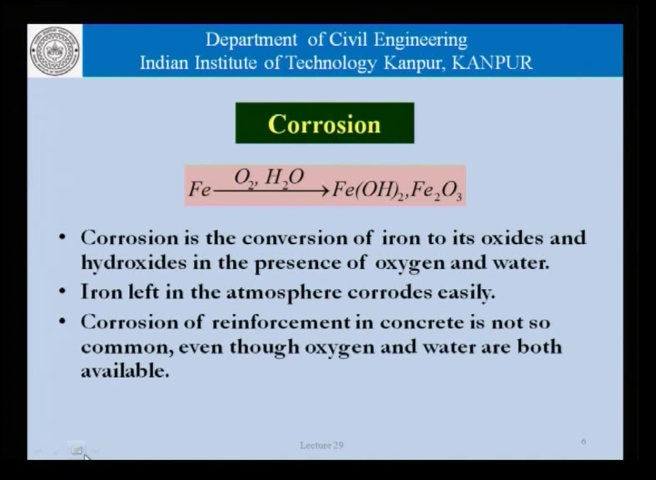 Department of Civil Engineering
Indian Institute of Technology Kanpur, KANPUR
Corrosion
Fe —O₂, H₂O→ Fe(OH)₂, Fe₂O₃
• Corrosion is the conversion of iron to its oxides and
hydroxides in the presence of oxygen and water.
• Iron left in the atmosphere corrodes easily.
• Corrosion of reinforcement in concrete is not so
common, even though oxygen and water are both
available.
Lecture 29
6